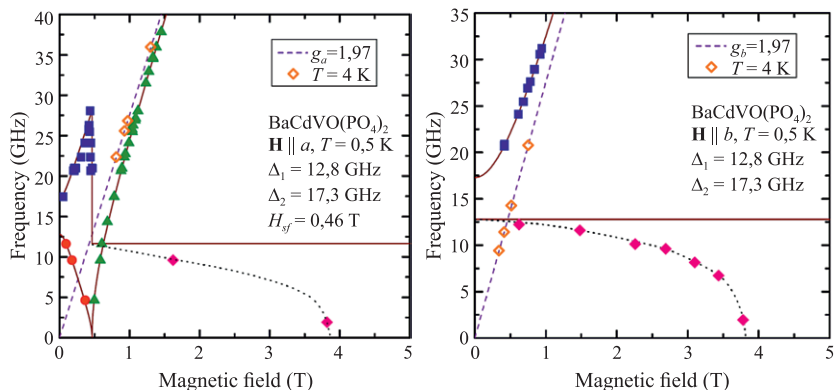 Frequency (GHz)
40
35
30
25
20
15
10
5
0
0
1
2
3
4
5
Magnetic field (T)
gₐ=1,97
T = 4 K
BaCdVO(PO₄)₂
H || a, T = 0,5 K
Δ₁ = 12,8 GHz
Δ₂ = 17,3 GHz
H_sf = 0,46 T
Frequency (GHz)
35
30
25
20
15
10
5
0
0
1
2
3
4
5
Magnetic field (T)
g_b=1,97
T = 4 K
BaCdVO(PO₄)₂
H || b, T = 0,5 K
Δ₁ = 12,8 GHz
Δ₂ = 17,3 GHz